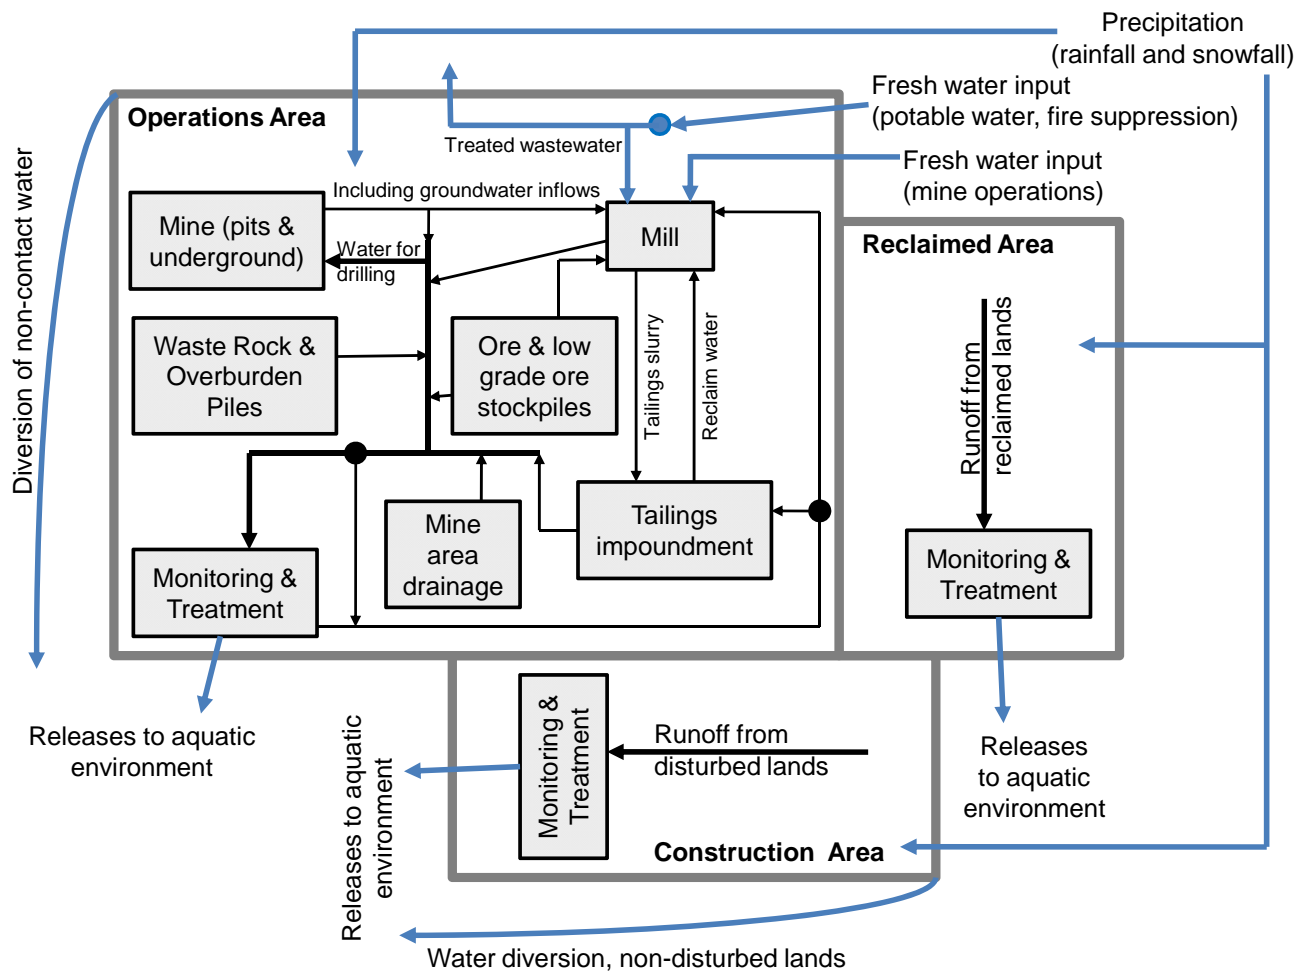 Precipitation
(rainfall and snowfall)
Fresh water input
(potable water, fire suppression)
Operations Area
Treated wastewater
Fresh water input
(mine operations)
Diversion of non-contact water
Including groundwater inflows
Mine (pits &
underground)
Mill
Water for
drilling
Reclaimed Area
Waste Rock &
Overburden
Piles
Ore & low
grade ore
stockpiles
Tailings slurry
Reclaim water
Runoff from
reclaimed lands
Mine
area
drainage
Tailings
impoundment
Monitoring &
Treatment
Monitoring &
Treatment
Releases to aquatic
environment
Releases to aquatic
environment
Monitoring &
Treatment
Runoff from
disturbed lands
Construction Area
Releases
to aquatic
environment
Water diversion, non-disturbed lands